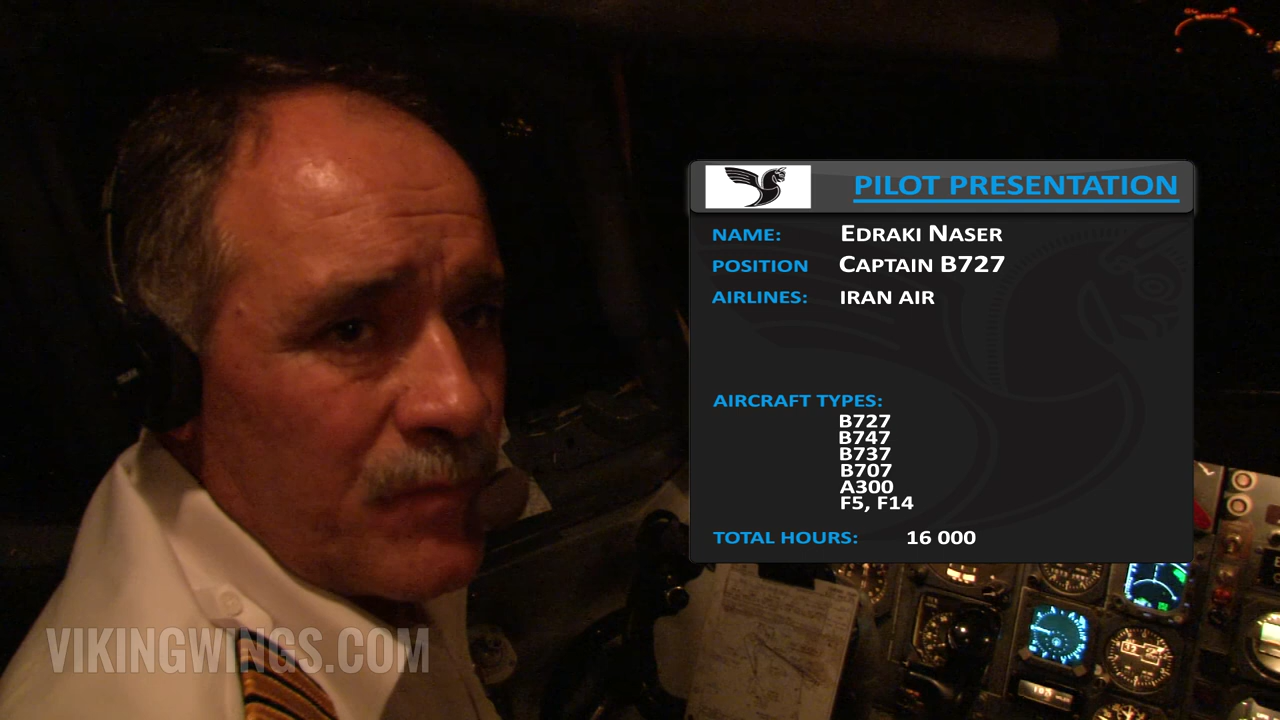 PILOT PRESENTATION
NAME: EDRAKI NASER
POSITION CAPTAIN B727
AIRLINES: IRAN AIR
AIRCRAFT TYPES:
B727
B747
B737
B707
A300
F5, F14
TOTAL HOURS: 16 000
VIKINGWINGS.COM